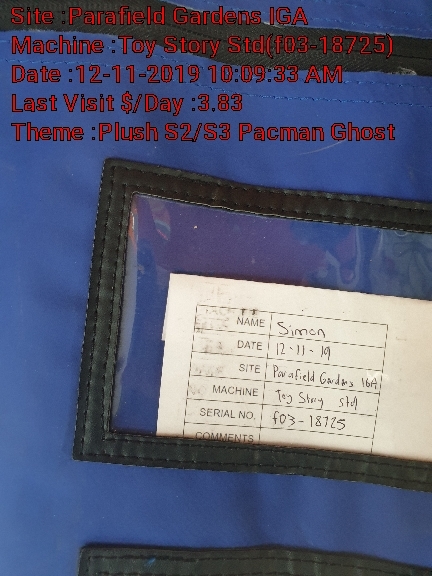 Site :Parafield Gardens IGA
Machine :Toy Story Std(f03-18725)
Date :12-11-2019 10:09:33 AM
Last Visit $/Day :3.83
Theme :Plush S2/S3 Pacman Ghost
NAME Simon
DATE 12-11-19
SITE Parafield Gardens IGA
MACHINE Toy Story std
SERIAL NO. f03-18725
COMMENTS